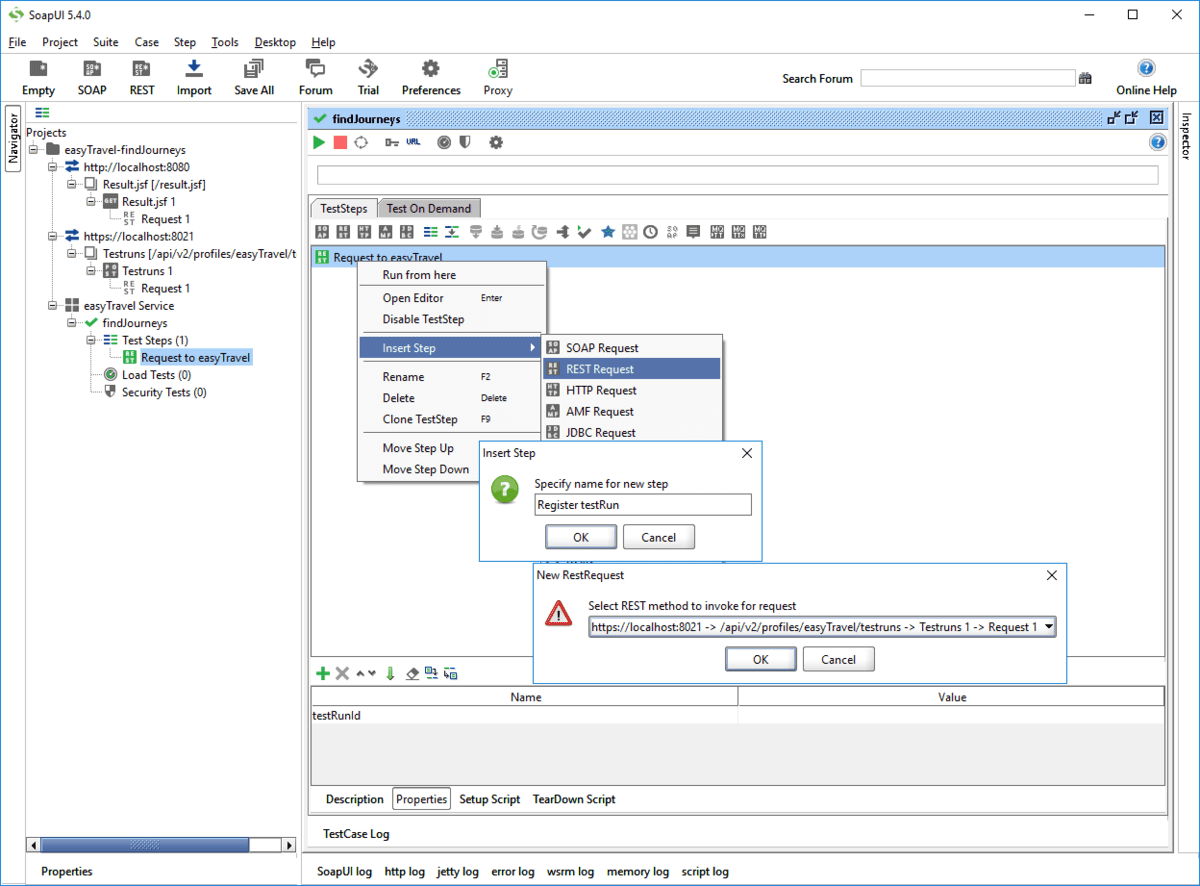 SoapUI 5.4.0
File Project Suite Case Step Tools Desktop Help
Empty SOAP REST Import Save All Forum Trial Preferences Proxy Search Forum Online Help
Navigator
Projects
easyTravel-findJourneys
http://localhost:8080
Result.jsf [/result.jsf]
Result.jsf 1
Request 1
https://localhost:8021
Testruns [/api/v2/profiles/easyTravel/t
Testruns 1
Request 1
easyTravel Service
findJourneys
Test Steps (1)
Request to easyTravel
Load Tests (0)
Security Tests (0)
Properties
findJourneys
URL
TestSteps Test On Demand
Request to easyTravel
Run from here
Open Editor Enter
Disable TestStep
Insert Step
Rename F2
Delete Delete
Clone TestStep F9
Move Step Up
Move Step Down
SOAP Request
REST Request
HTTP Request
AMF Request
JDBC Request
Insert Step
Specify name for new step
Register testRun
OK Cancel
New RestRequest
Select REST method to invoke for request
https://localhost:8021 -> /api/v2/profiles/easyTravel/testruns -> Testruns 1 -> Request 1
OK Cancel
Name Value
testRunId
Description Properties Setup Script TearDown Script
TestCase Log
SoapUI log http log jetty log error log wsrm log memory log script log
Inspector